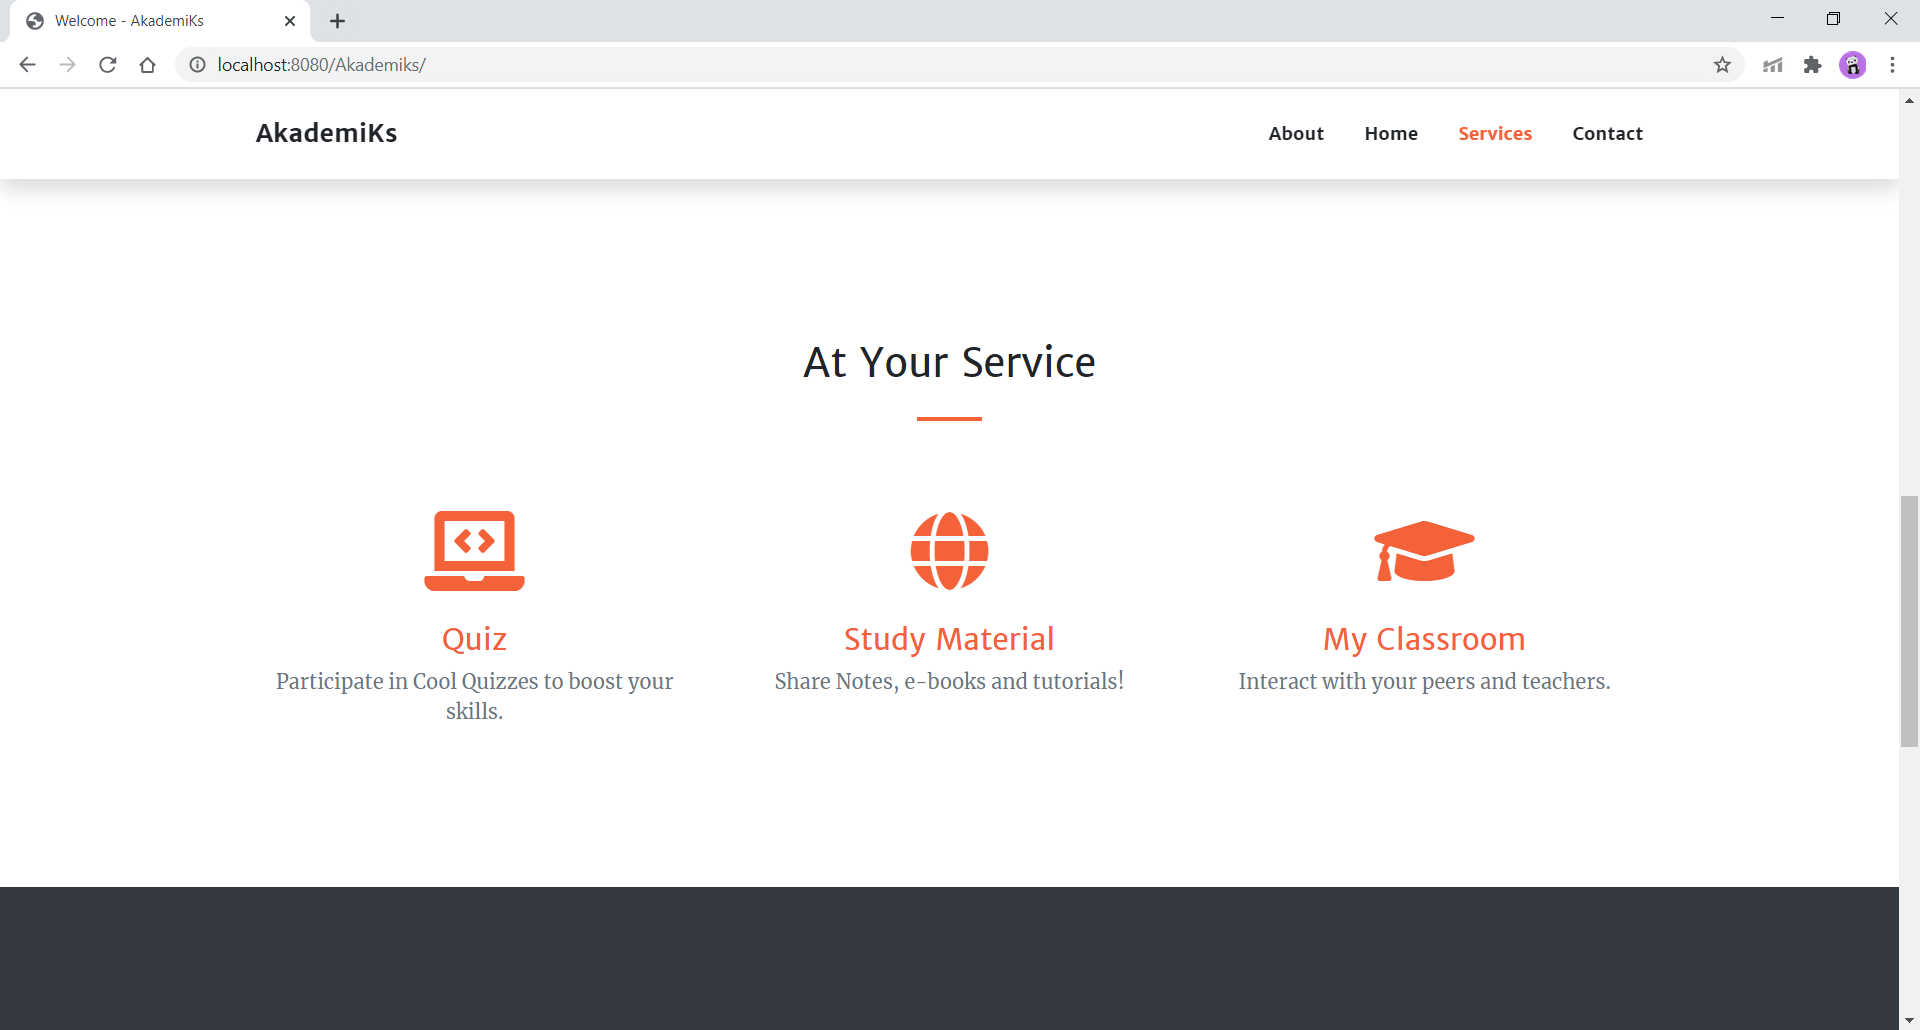 Welcome - AkademiKs
localhost:8080/Akademiks/
AkademiKs
About Home Services Contact
At Your Service
Quiz
Participate in Cool Quizzes to boost your
skills.
Study Material
Share Notes, e-books and tutorials!
My Classroom
Interact with your peers and teachers.